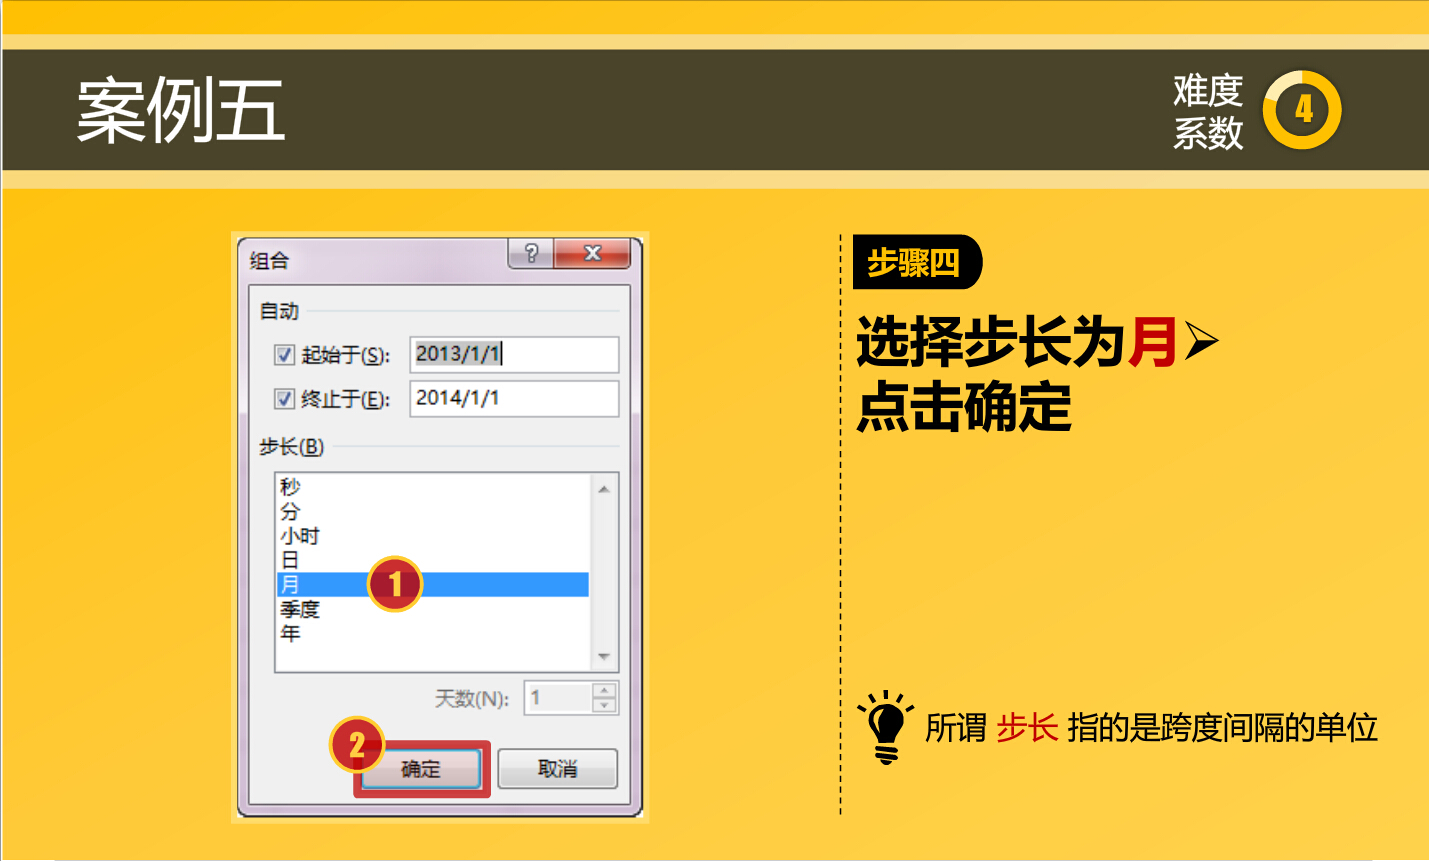 案例五
难度
系数
4
组合
自动
起始于(S):
2013/1/1
终止于(E):
2014/1/1
步长(B)
秒
分
小时
日
月
1
季度
年
天数(N):
1
2
确定
取消
步骤四
选择步长为月➢
点击确定
所谓 步长 指的是跨度间隔的单位